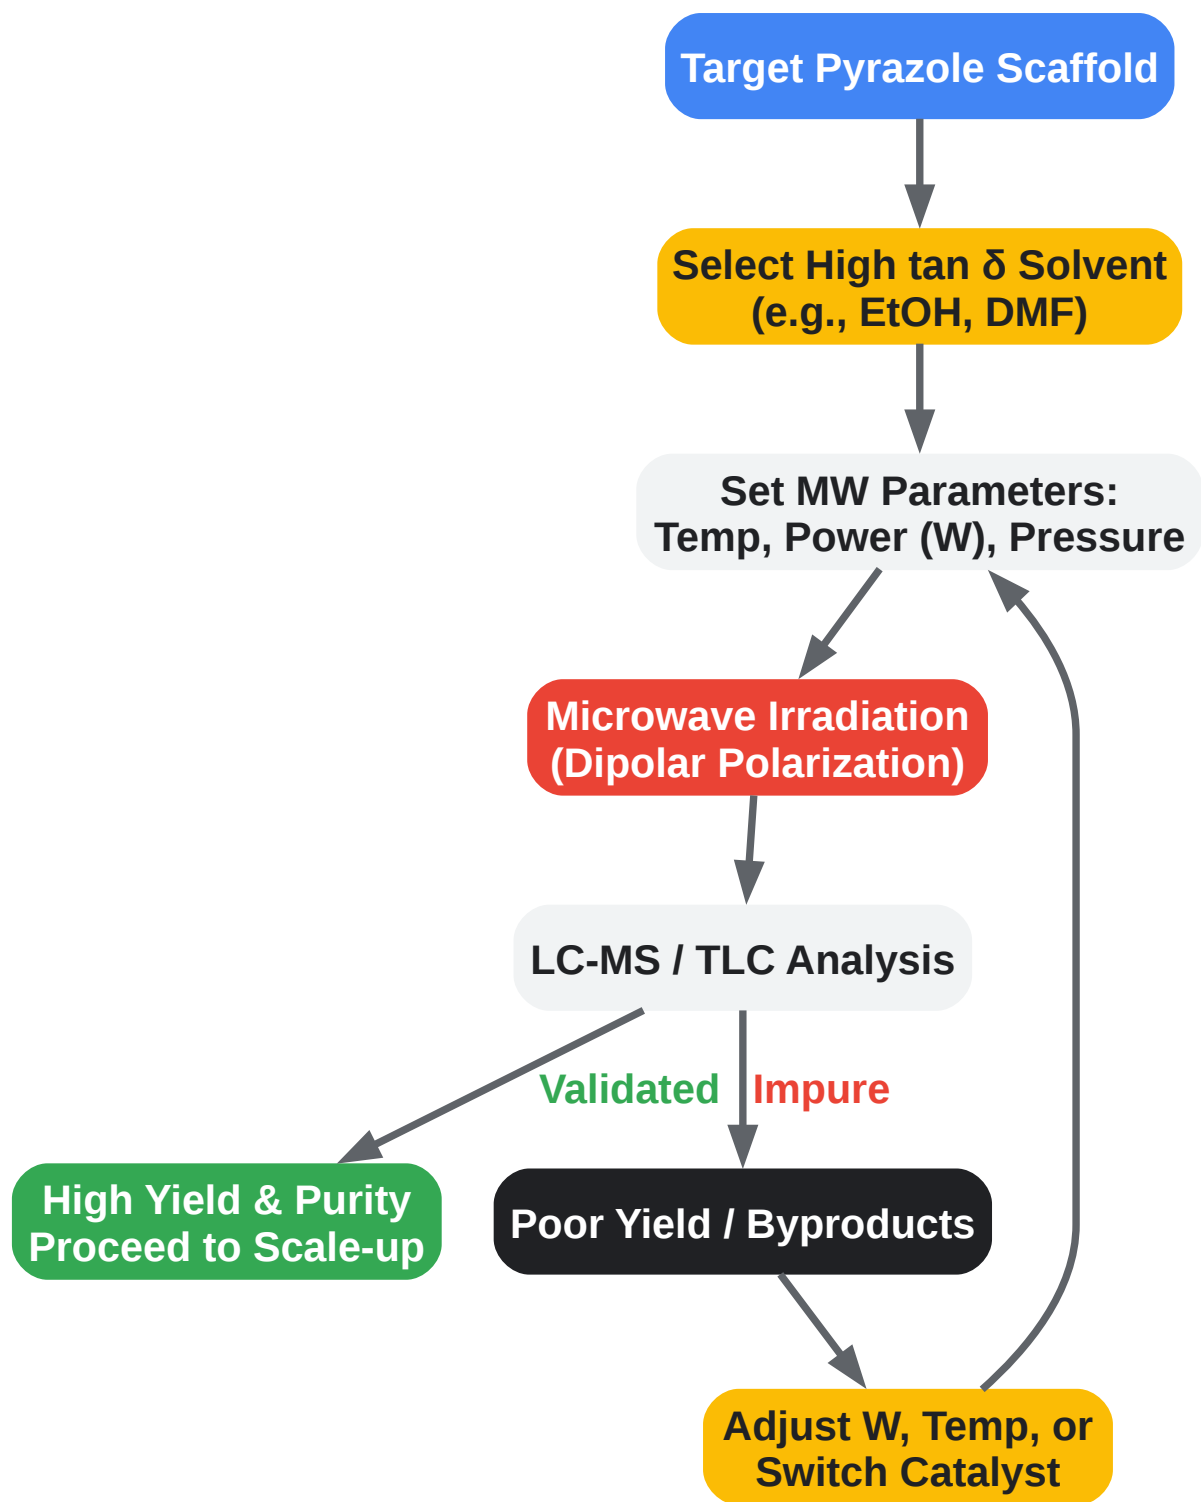 Target Pyrazole Scaffold
Select High tan δ Solvent
(e.g., EtOH, DMF)
Set MW Parameters:
Temp, Power (W), Pressure
Microwave Irradiation
(Dipolar Polarization)
LC-MS / TLC Analysis
Validated
Impure
High Yield & Purity
Proceed to Scale-up
Poor Yield / Byproducts
Adjust W, Temp, or
Switch Catalyst